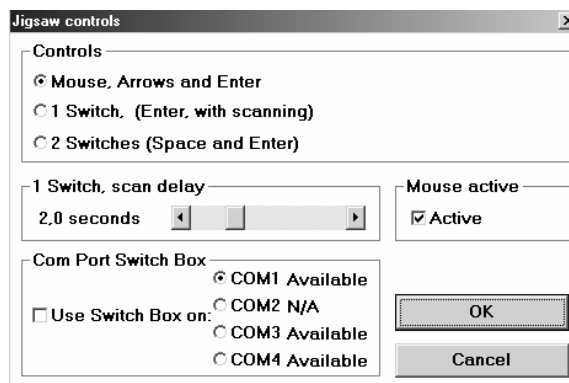 Jigsaw controls
Controls
Mouse, Arrows and Enter
1 Switch, (Enter, with scanning)
2 Switches (Space and Enter)
1 Switch, scan delay
2,0 seconds
Mouse active
Active
Com Port Switch Box
Use Switch Box on:
COM1 Available
COM2 N/A
COM3 Available
COM4 Available
OK
Cancel